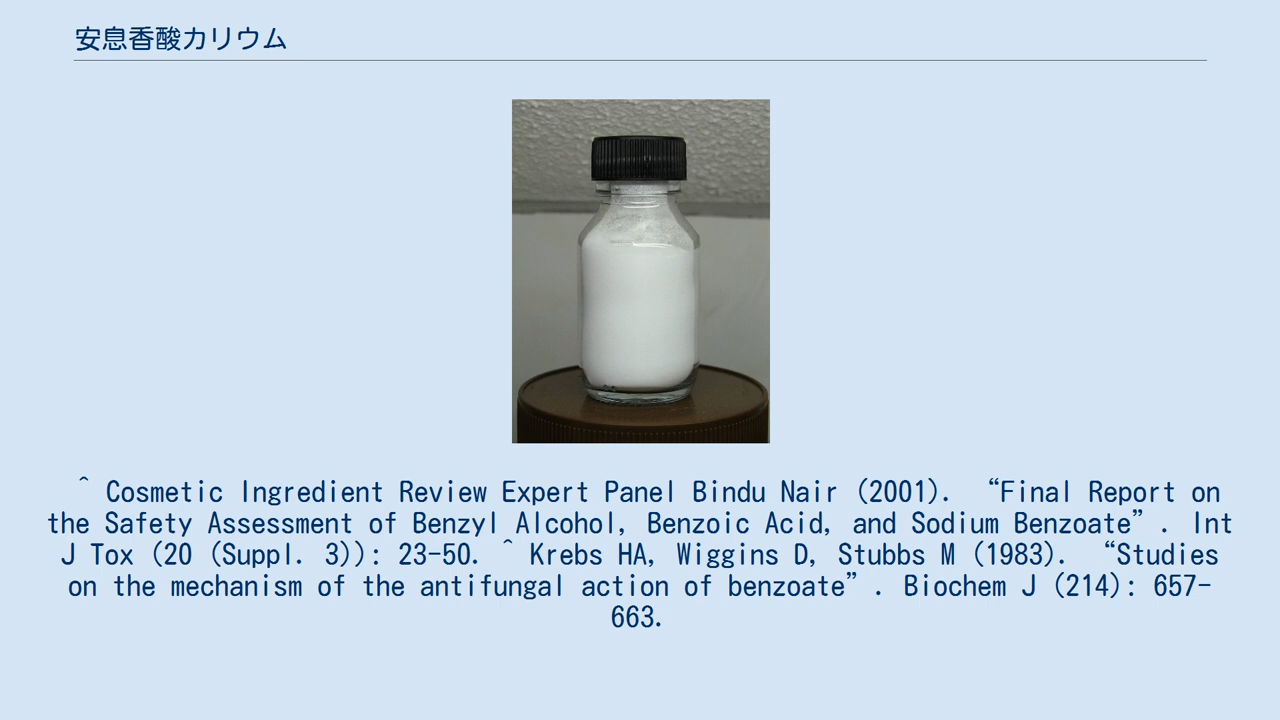 安息香酸カリウム
^ Cosmetic Ingredient Review Expert Panel Bindu Nair (2001). “Final Report on
the Safety Assessment of Benzyl Alcohol, Benzoic Acid, and Sodium Benzoate”. Int
J Tox (20 (Suppl. 3)): 23-50. ^ Krebs HA, Wiggins D, Stubbs M (1983). “Studies
on the mechanism of the antifungal action of benzoate”. Biochem J (214): 657-
663.